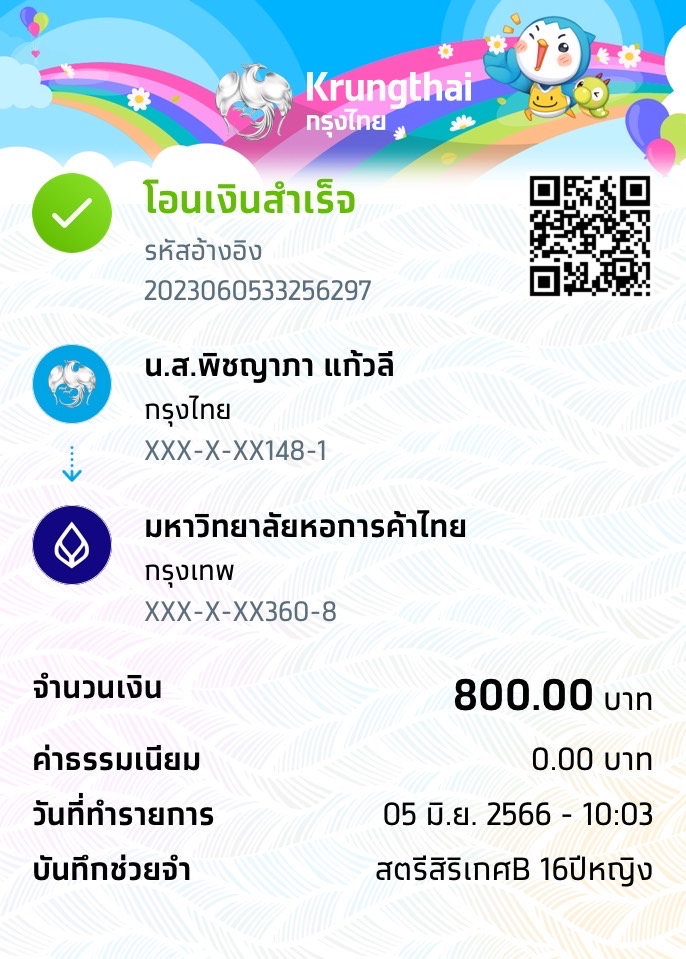 Krungthai
กรุงไทย
โอนเงินสำเร็จ
รหัสอ้างอิง
2023060533256297
น.ส.พิชญาภา แก้วลี
กรุงไทย
XXX-X-XX148-1
มหาวิทยาลัยหอการค้าไทย
กรุงเทพ
XXX-X-XX360-8
จำนวนเงิน 800.00 บาท
ค่าธรรมเนียม 0.00 บาท
วันที่ทำรายการ 05 มิ.ย. 2566 - 10:03
บันทึกช่วยจำ สตรีสิริเกศB 16ปีหญิง